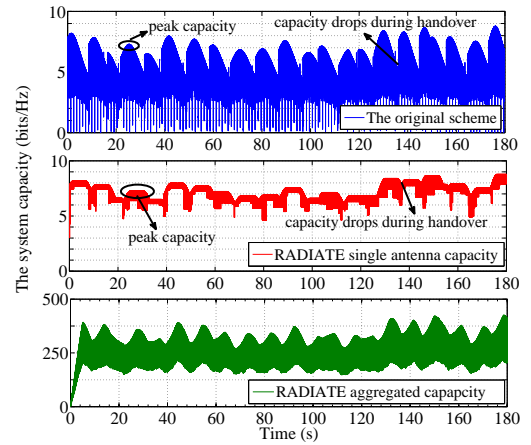 The system capacity (bits/Hz)
10
5
0
peak capacity
capacity drops during handover
The original scheme
0 20 40 60 80 100 120 140 160 180
10
5
0
peak capacity
capacity drops during handover
RADIATE single antenna capacity
0 20 40 60 80 100 120 140 160 180
500
250
0
RADIATE aggregated capapcity
0 20 40 60 80 100 120 140 160 180
Time (s)